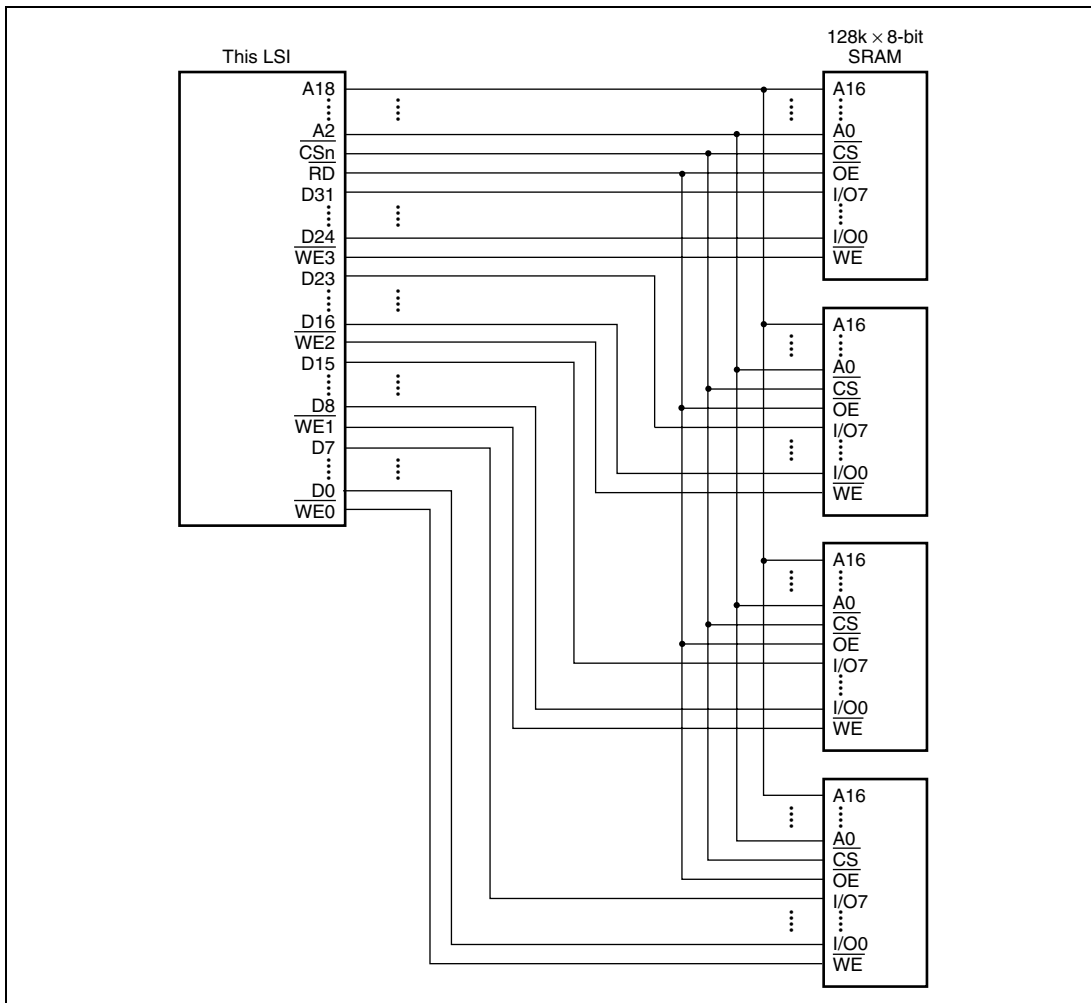 This LSI
A18
A2
CSn
RD
D31
D24
WE3
D23
D16
WE2
D15
D8
WE1
D7
D0
WE0
128k × 8-bit
SRAM
A16
A0
CS
OE
I/O7
I/O0
WE
A16
A0
CS
OE
I/O7
I/O0
WE
A16
A0
CS
OE
I/O7
I/O0
WE
A16
A0
CS
OE
I/O7
I/O0
WE